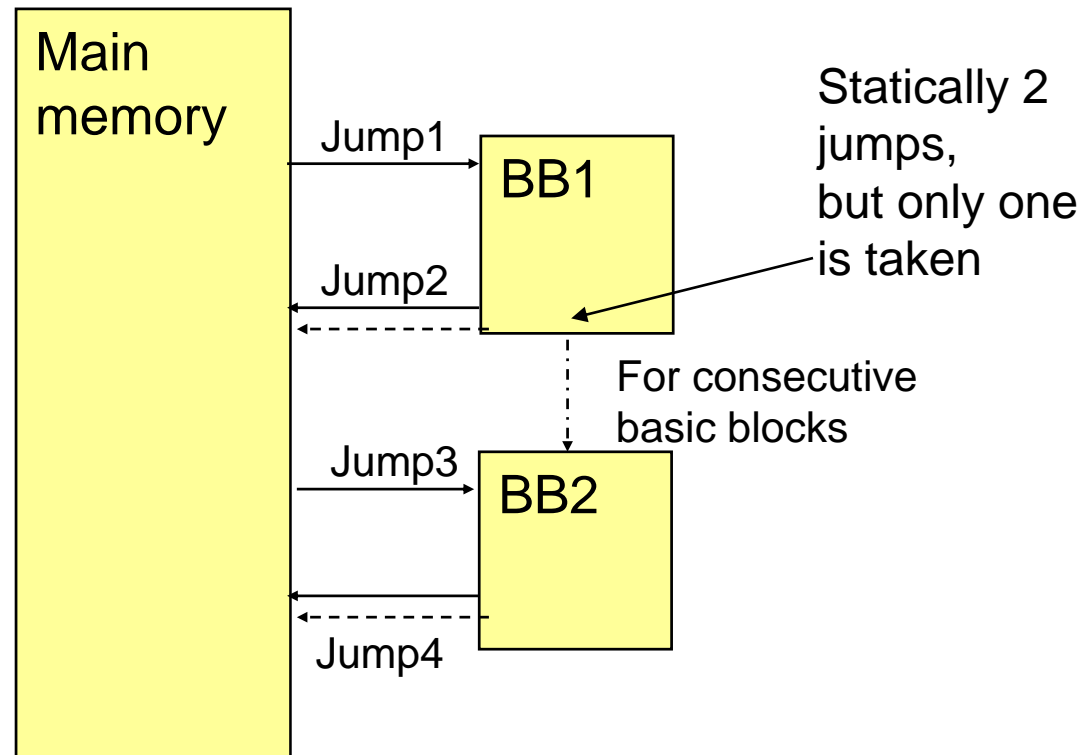 Main
memory
Jump1
BB1
Statically 2
jumps,
but only one
is taken
Jump2
For consecutive
basic blocks
Jump3
BB2
Jump4